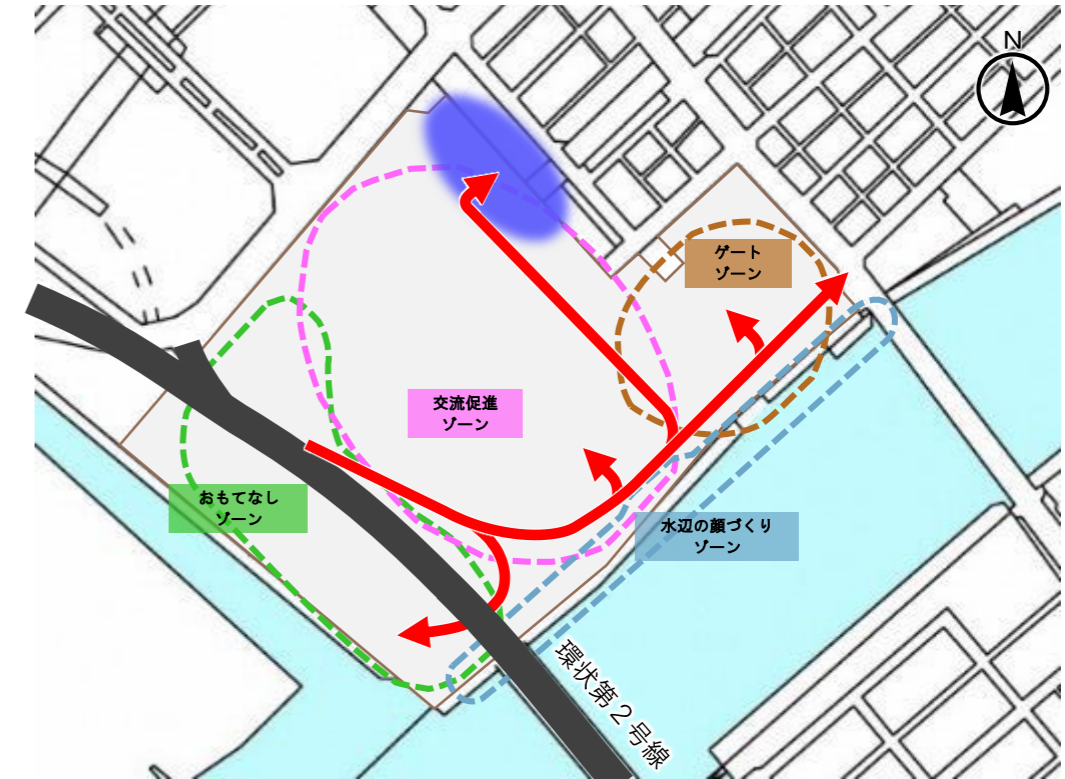 N
ゲート
ゾーン
交流促進
ゾーン
おもてなし
ゾーン
水辺の顔づくり
ゾーン
環状第２号線